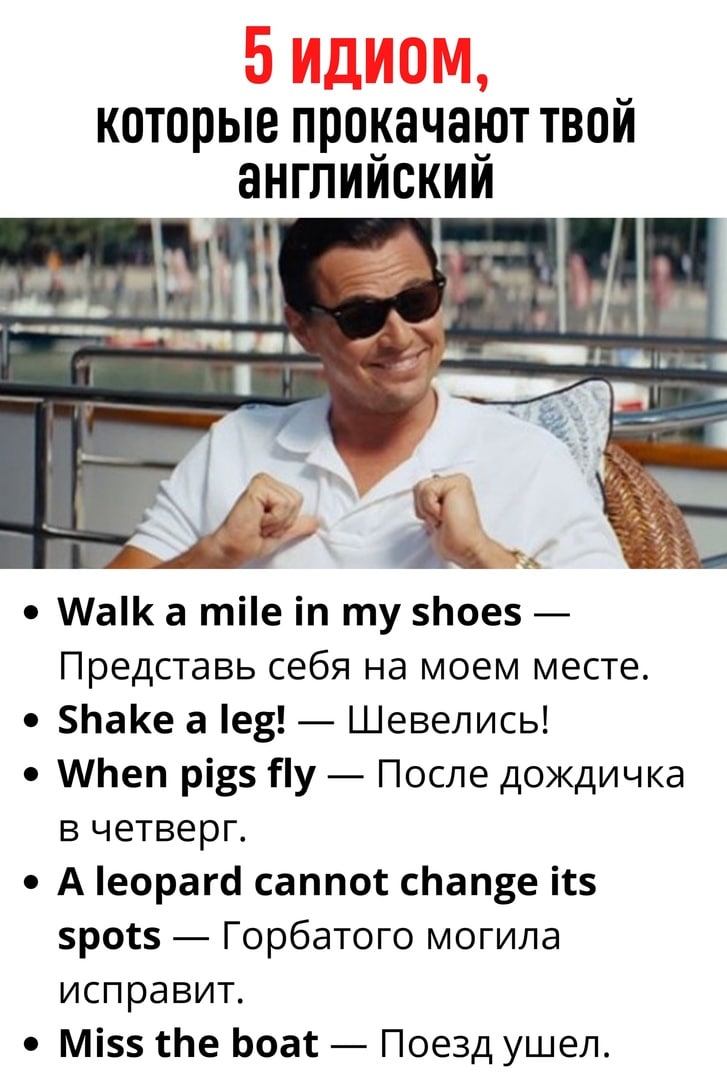 5 идиом,
которые прокачают твой
английский
• Walk a mile in my shoes —
Представь себя на моем месте.
• Shake a leg! — Шевелись!
• When pigs fly — После дождичка
в четверг.
• A leopard cannot change its
spots — Горбатого могила
исправит.
• Miss the boat — Поезд ушел.